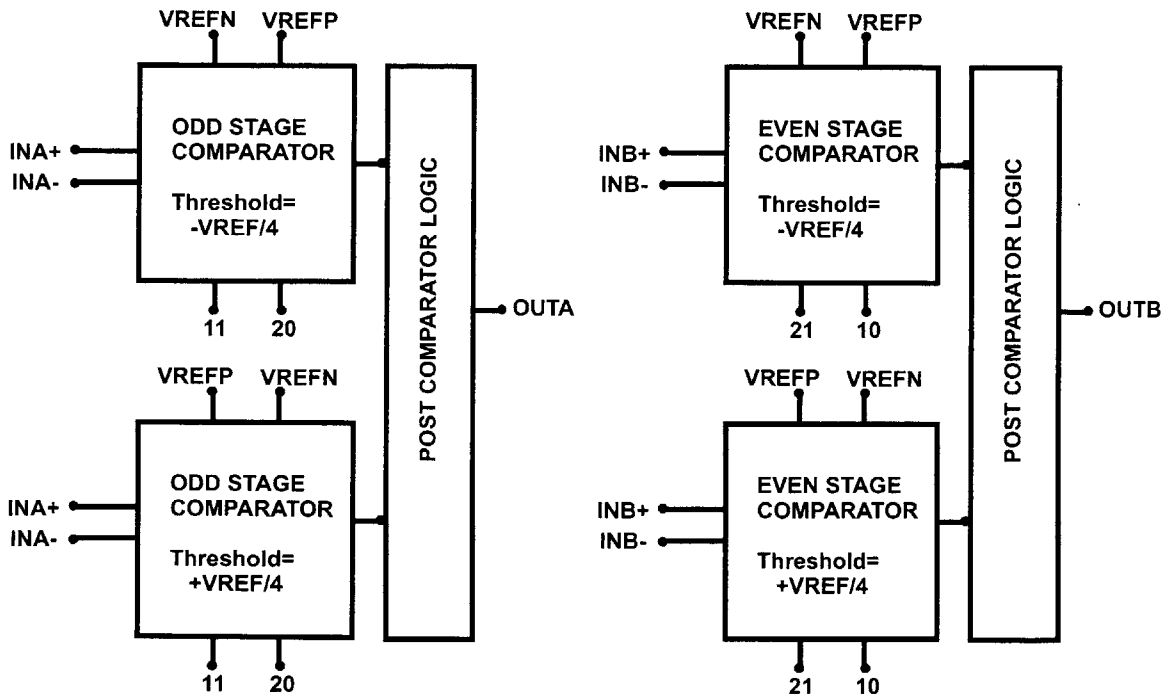 VREFN VREFP
ODD STAGE
COMPARATOR
Threshold=
-VREF/4
INA+
INA-
11 20
VREFP VREFN
ODD STAGE
COMPARATOR
Threshold=
+VREF/4
INA+
INA-
11 20
POST COMPARATOR LOGIC
OUTA
VREFN VREFP
EVEN STAGE
COMPARATOR
Threshold=
-VREF/4
INB+
INB-
21 10
VREFP VREFN
EVEN STAGE
COMPARATOR
Threshold=
+VREF/4
INB+
INB-
21 10
POST COMPARATOR LOGIC
OUTB